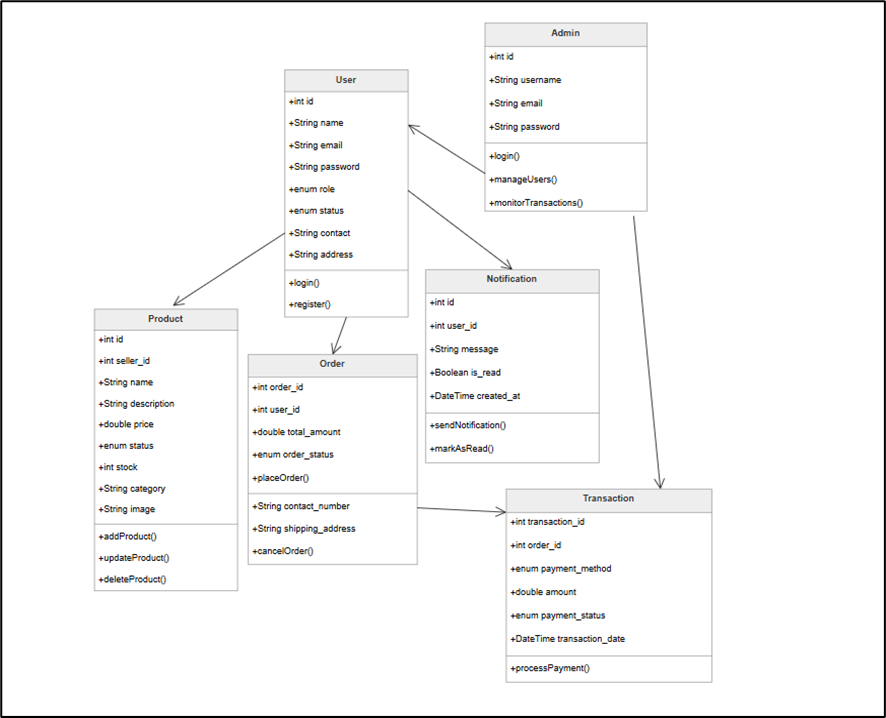 Admin
+int id
+String username
+String email
+String password
+login()
+manageUsers()
+monitorTransactions()
User
+int id
+String name
+String email
+String password
+enum role
+enum status
+String contact
+String address
+login()
+register()
Notification
+int id
+int user_id
+String message
+Boolean is_read
+DateTime created_at
+sendNotification()
+markAsRead()
Product
+int id
+int seller_id
+String name
+String description
+double price
+enum status
+int stock
+String category
+String image
+addProduct()
+updateProduct()
+deleteProduct()
Order
+int order_id
+int user_id
+double total_amount
+enum order_status
+placeOrder()
+String contact_number
+String shipping_address
+cancelOrder()
Transaction
+int transaction_id
+int order_id
+enum payment_method
+double amount
+enum payment_status
+DateTime transaction_date
+processPayment()